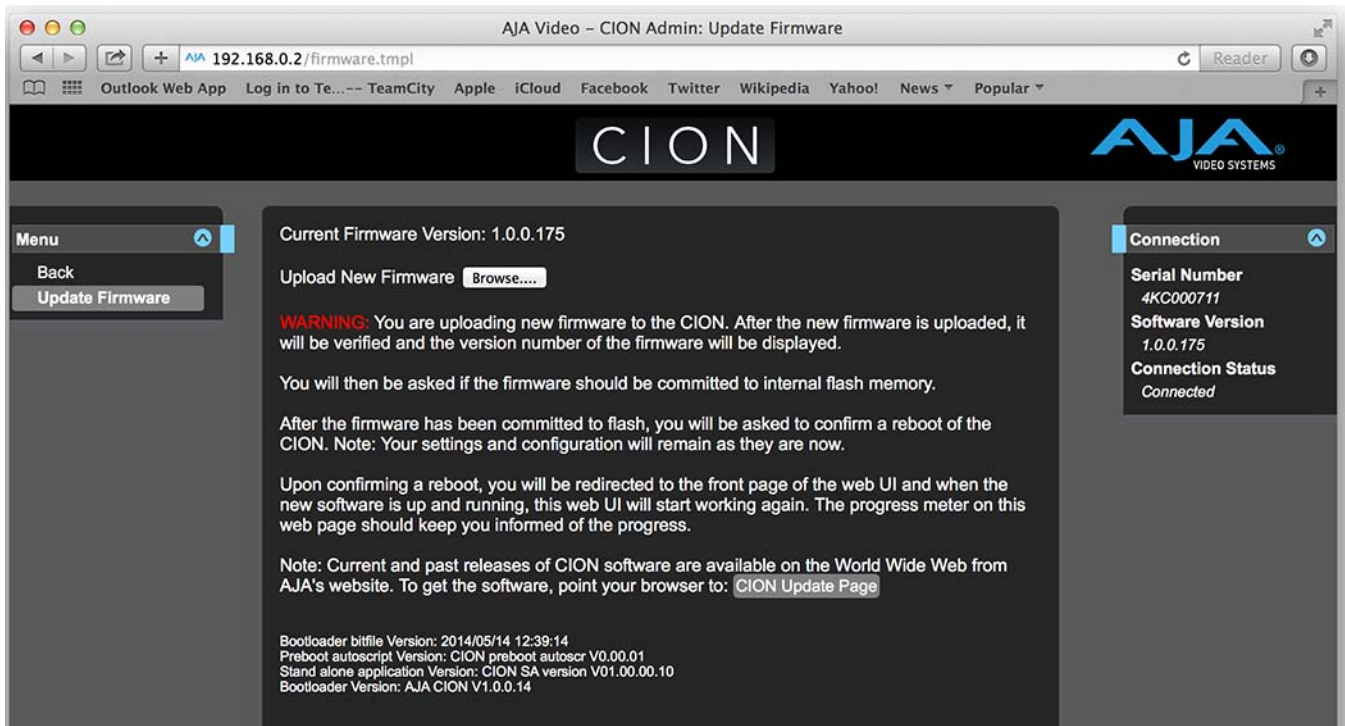 AJA Video – CION Admin: Update Firmware
AJA 192.168.0.2/firmware.tmpl
Reader
Outlook Web App Log in to Te...-- TeamCity Apple iCloud Facebook Twitter Wikipedia Yahoo! News Popular
CION
AJA
VIDEO SYSTEMS
Menu
Back
Update Firmware
Current Firmware Version: 1.0.0.175
Upload New Firmware Browse....
WARNING: You are uploading new firmware to the CION. After the new firmware is uploaded, it
will be verified and the version number of the firmware will be displayed.
You will then be asked if the firmware should be committed to internal flash memory.
After the firmware has been committed to flash, you will be asked to confirm a reboot of the
CION. Note: Your settings and configuration will remain as they are now.
Upon confirming a reboot, you will be redirected to the front page of the web UI and when the
new software is up and running, this web UI will start working again. The progress meter on this
web page should keep you informed of the progress.
Note: Current and past releases of CION software are available on the World Wide Web from
AJA's website. To get the software, point your browser to: CION Update Page
Bootloader bitfile Version: 2014/05/14 12:39:14
Preboot autoscript Version: CION preboot autoscr V0.00.01
Stand alone application Version: CION SA version V01.00.00.10
Bootloader Version: AJA CION V1.0.0.14
Connection
Serial Number
4KC000711
Software Version
1.0.0.175
Connection Status
Connected